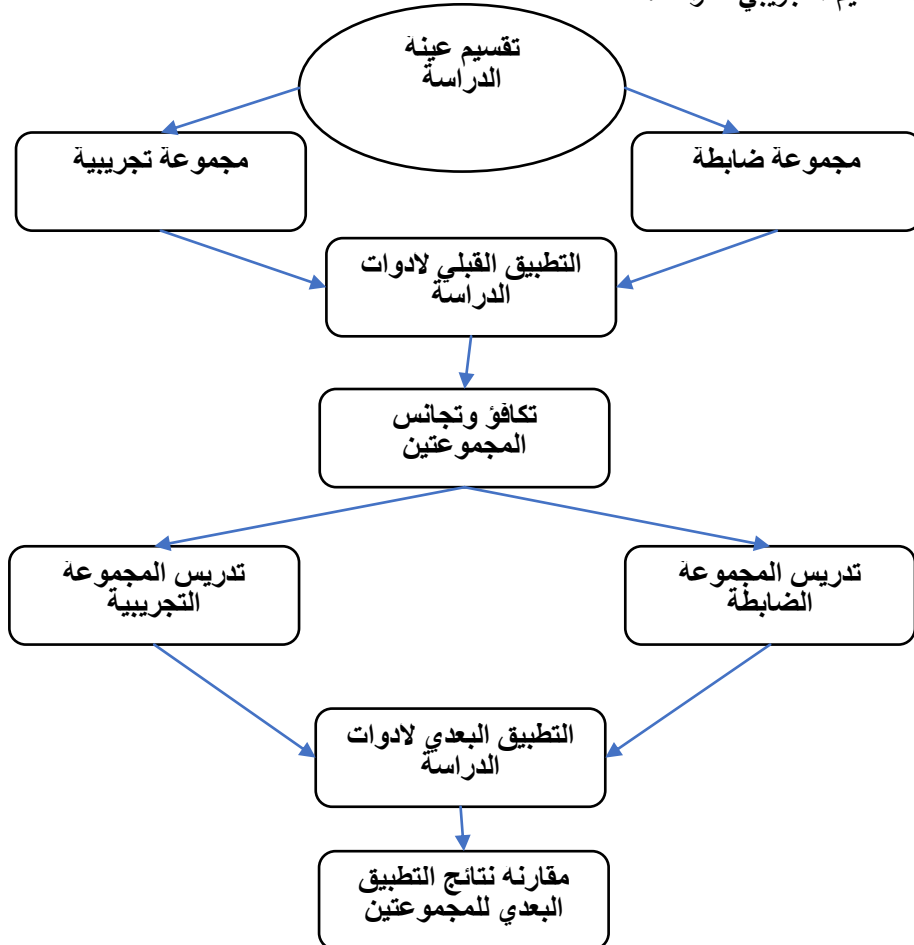 تقسيم عينة
الدراسة
مجموعة ضابطة
مجموعة تجريبية
التطبيق القبلي لادوات
الدراسة
تكافؤ وتجانس
المجموعتين
تدريس المجموعة
الضابطة
تدريس المجموعة
التجريبية
التطبيق البعدي لادوات
الدراسة
مقارنه نتائج التطبيق
البعدي للمجموعتين